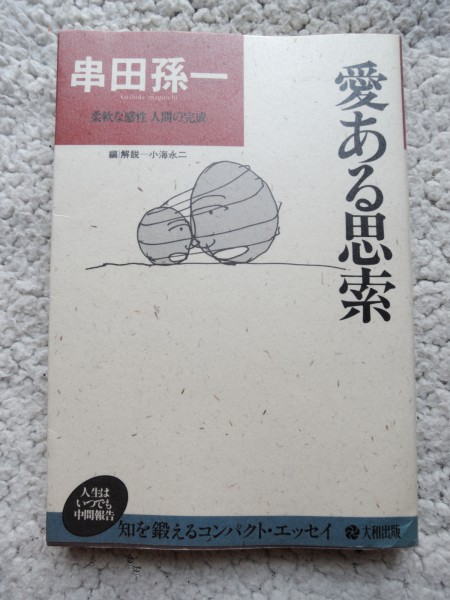 串田孫一
kushida magoichi
柔軟な感性 人間の完成
編/解説―小海永二
愛ある思索
人生は
いつでも
中間報告
知を鍛えるコンパクト・エッセイ
大和出版